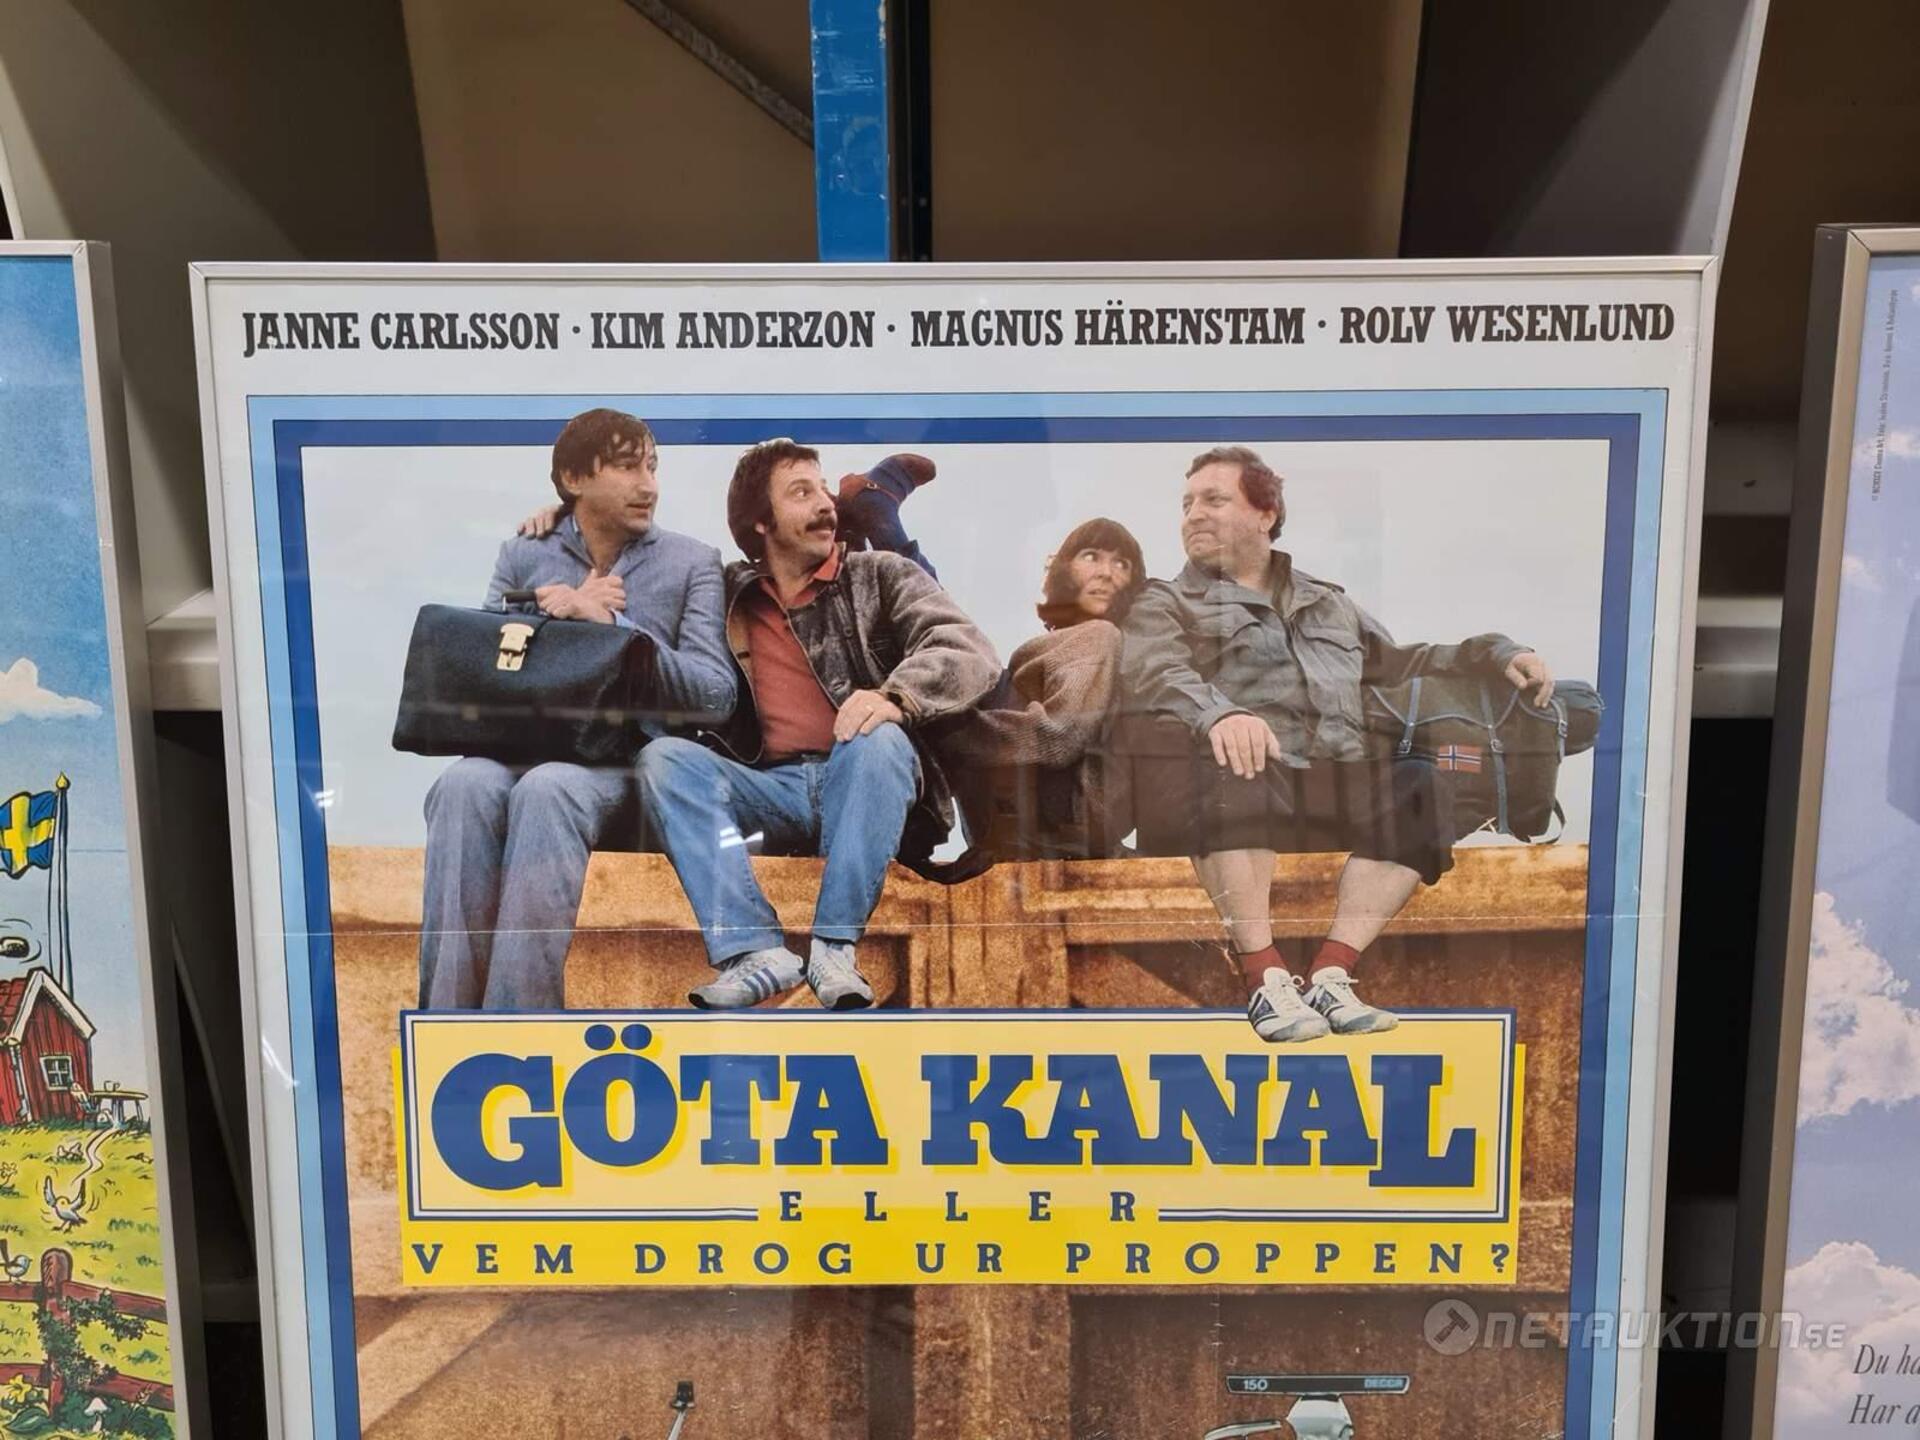 JANNE CARLSSON · KIM ANDERZON · MAGNUS HÄRENSTAM · ROLV WESENLUND
GÖTA KANAL
ELLER
VEM DROG UR PROPPEN?
150 DECCA
NETAUKTION.SE
Du ha
Har d